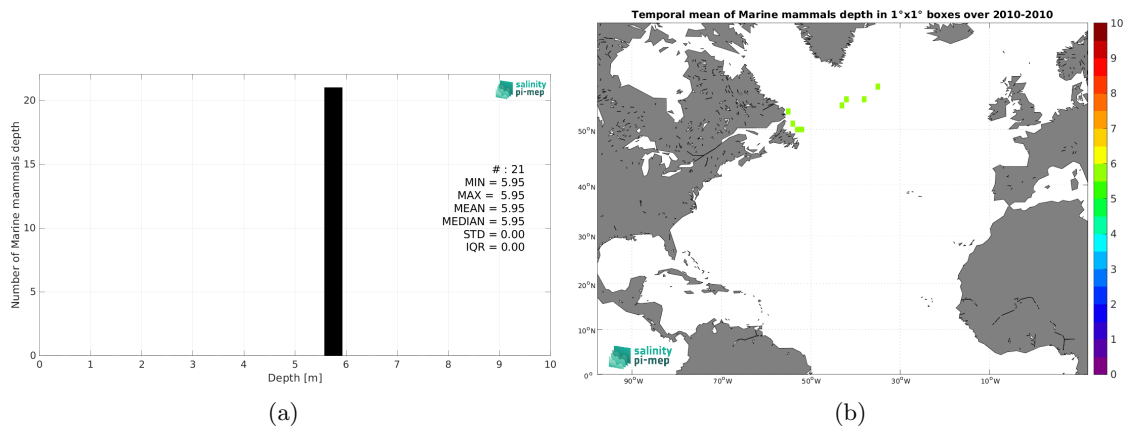 Temporal mean of Marine mammals depth in 1°x1° boxes over 2010-2010
salinity
pi-mep
Number of Marine mammals depth
20
15
10
5
0
# : 21
MIN = 5.95
MAX = 5.95
MEAN = 5.95
MEDIAN = 5.95
STD = 0.00
IQR = 0.00
0 1 2 3 4 5 6 7 8 9 10
Depth [m]
(a)
50°N
40°N
30°N
20°N
10°N
0°
90°W 70°W 50°W 30°W 10°W
salinity
pi-mep
10
9
8
7
6
5
4
3
2
1
0
(b)